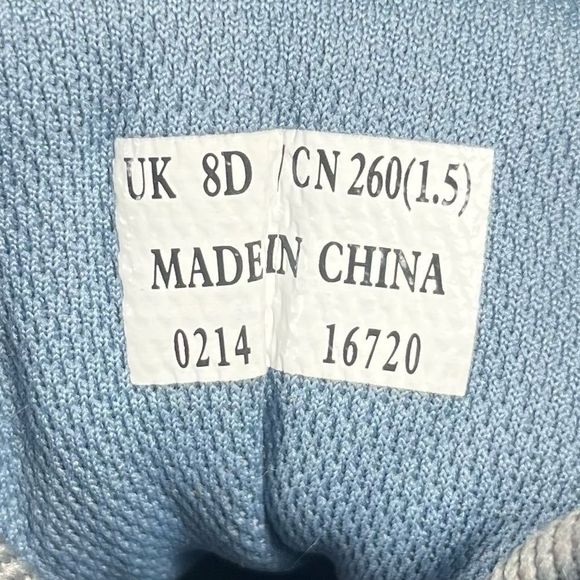 UK 8D / CN 260(1.5)
MADE IN CHINA
0214 16720